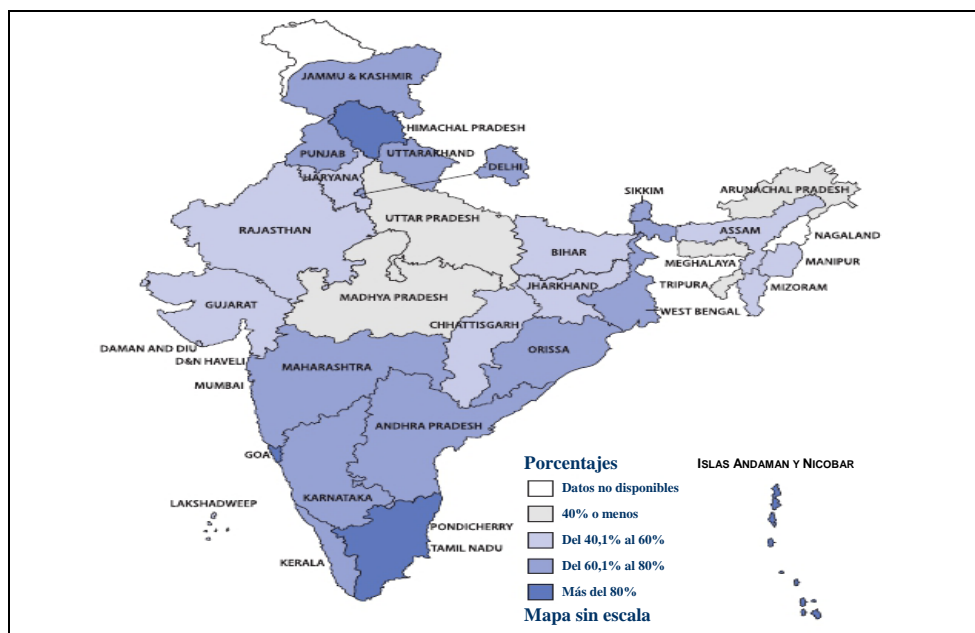 JAMMU & KASHMIR
HIMACHAL PRADESH
PUNJAB
UTTARAKHAND
DELHI
HARYANA
SIKKIM
ARUNACHAL PRADESH
UTTAR PRADESH
RAJASTHAN
ASSAM
NAGALAND
BIHAR
MEGHALAYA
MANIPUR
JHARKHAND
TRIPURA
MIZORAM
GUJARAT
MADHYA PRADESH
WEST BENGAL
CHHATTISGARH
DAMAN AND DIU
ORISSA
D&N HAVELI
MAHARASHTRA
MUMBAI
ANDHRA PRADESH
GOA
KARNATAKA
LAKSHADWEEP
PONDICHERRY
TAMIL NADU
KERALA
Porcentajes
Datos no disponibles
40% o menos
Del 40,1% al 60%
Del 60,1% al 80%
Más del 80%
Mapa sin escala
ISLAS ANDAMAN Y NICOBAR